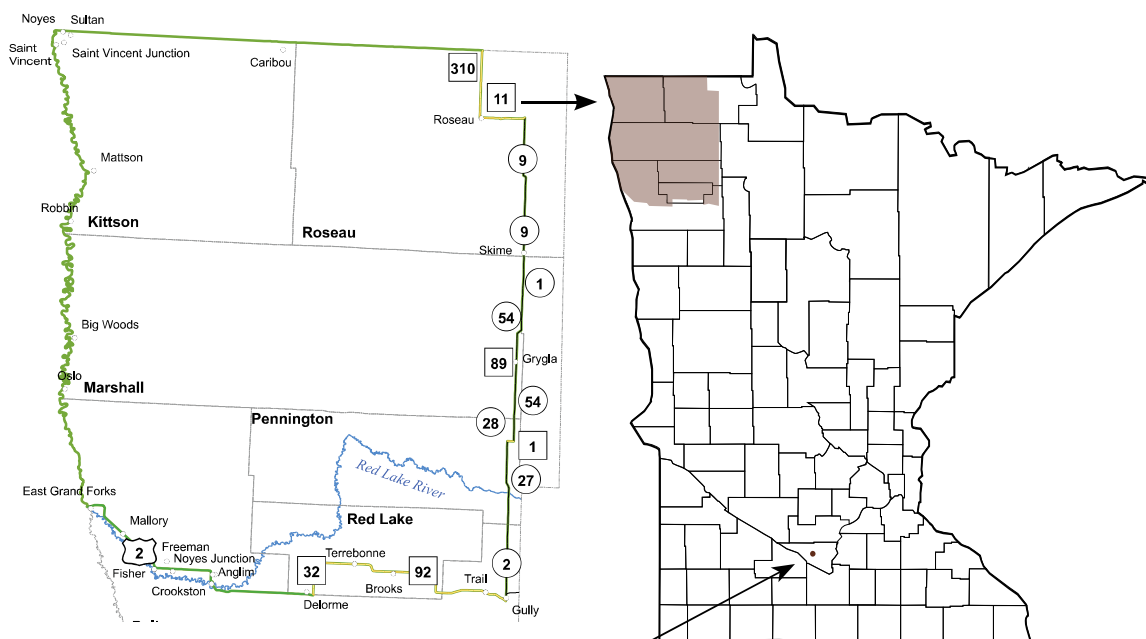 Noyes
Sultan
Saint
Vincent
Saint Vincent Junction
Caribou
310
11
Roseau
9
Mattson
9
Robbin
Kittson
Roseau
Skime
1
54
Big Woods
89
Grygla
Oslo
Marshall
54
Pennington
28
1
Red Lake River
27
East Grand Forks
Mallory
Red Lake
2
Freeman
Noyes Junction
Terrebonne
2
Fisher
Anglim
32
92
Trail
Crookston
Brooks
Delorme
Gully